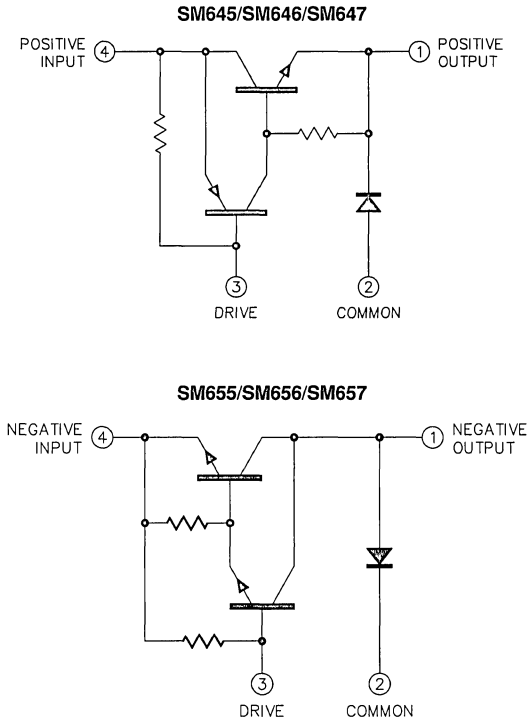 SM645/SM646/SM647
POSITIVE INPUT 4
1 POSITIVE OUTPUT
3
DRIVE
2
COMMON
SM655/SM656/SM657
NEGATIVE INPUT 4
1 NEGATIVE OUTPUT
3
DRIVE
2
COMMON